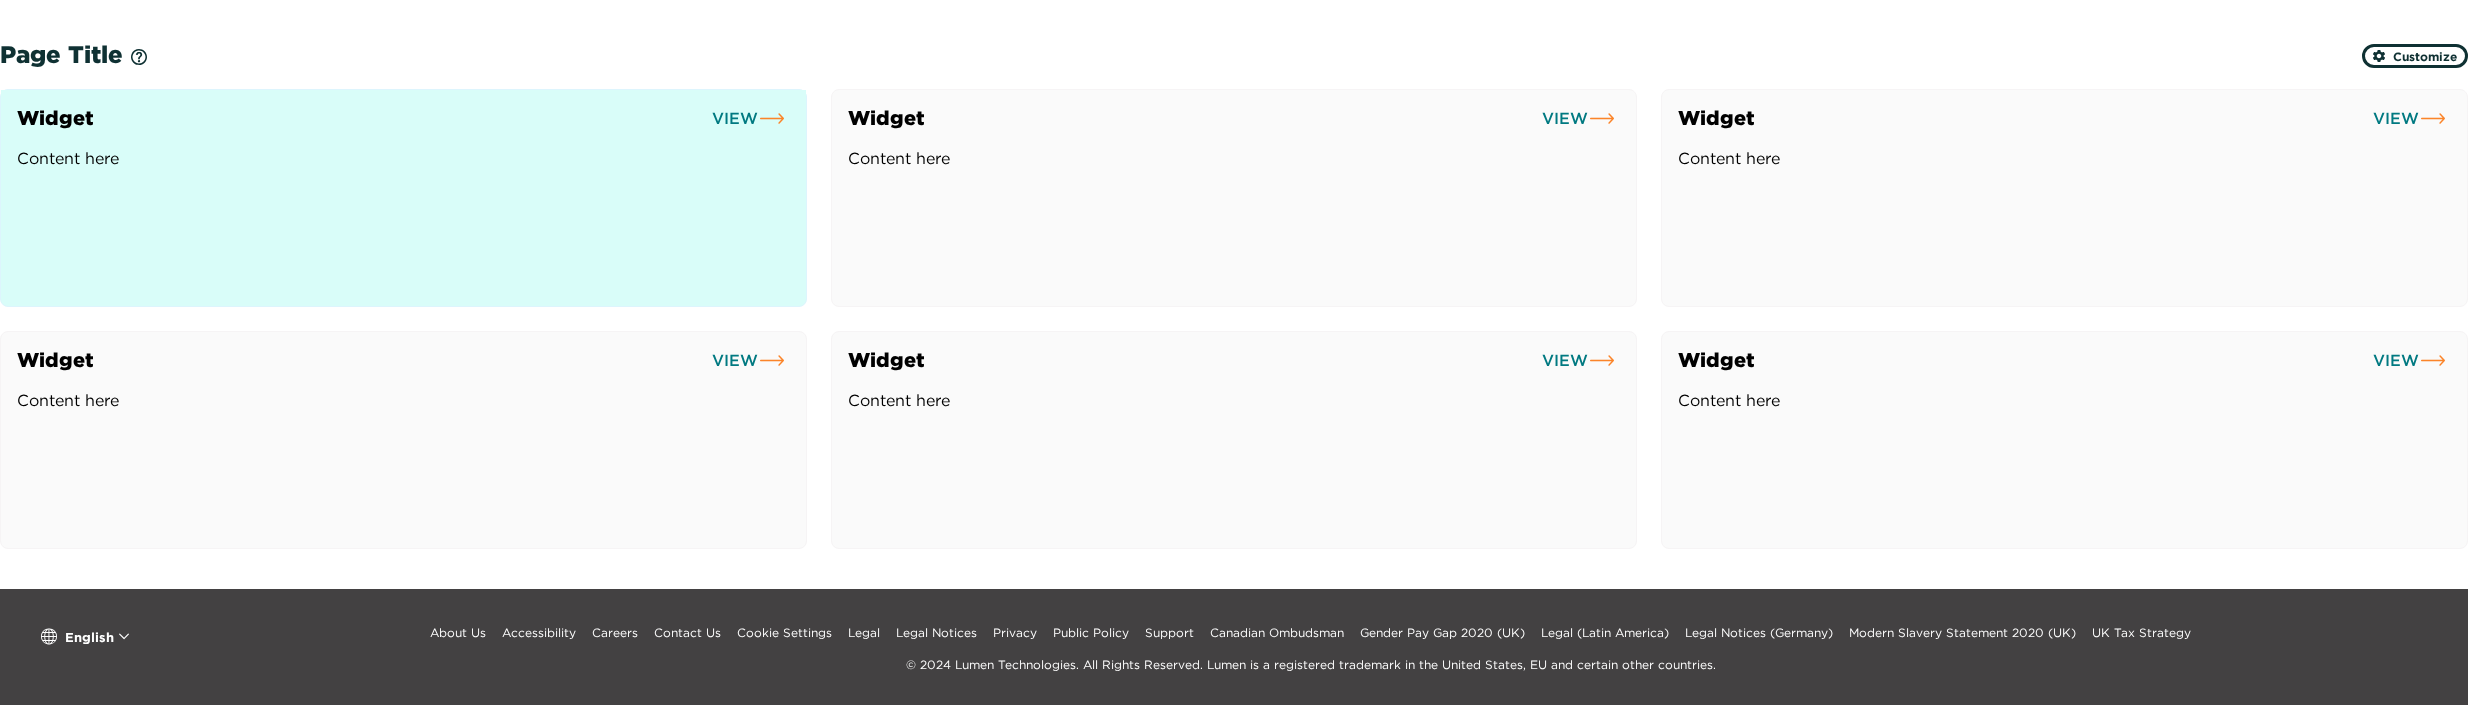 Page Title
Customize
Widget VIEW
Content here
Widget VIEW
Content here
Widget VIEW
Content here
Widget VIEW
Content here
Widget VIEW
Content here
Widget VIEW
Content here
English
About Us Accessibility Careers Contact Us Cookie Settings Legal Legal Notices Privacy Public Policy Support Canadian Ombudsman Gender Pay Gap 2020 (UK) Legal (Latin America) Legal Notices (Germany) Modern Slavery Statement 2020 (UK) UK Tax Strategy
© 2024 Lumen Technologies. All Rights Reserved. Lumen is a registered trademark in the United States, EU and certain other countries.